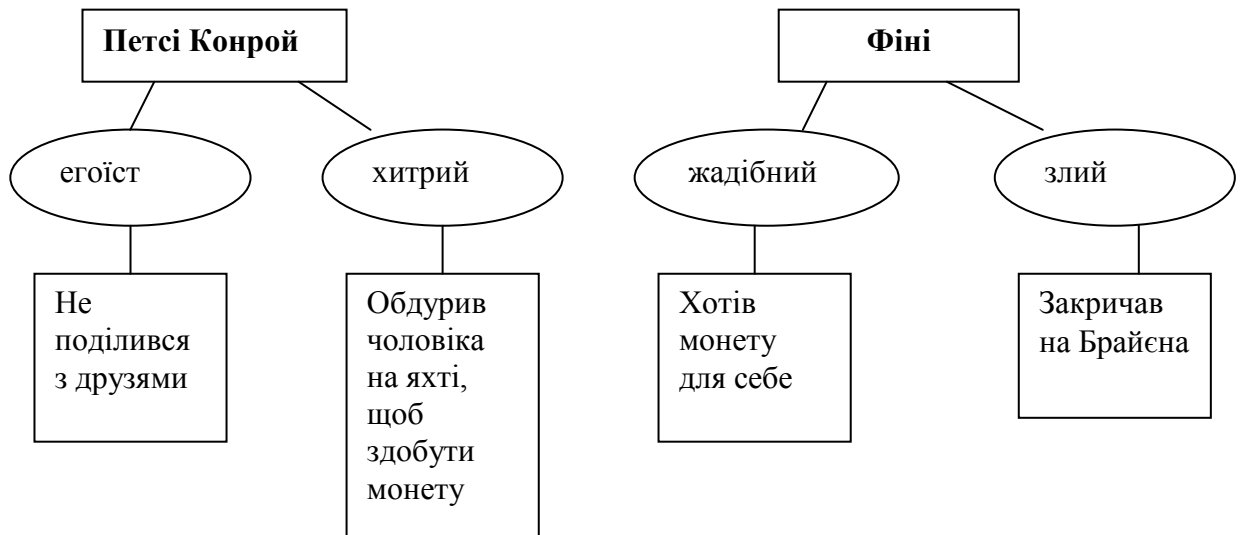 Петсі Конрой
Фіні
егоїст
хитрий
жадібний
злий
Не
поділився
з друзями
Обдурив
чоловіка
на яхті,
щоб
здобути
монету
Хотів
монету
для себе
Закричав
на Брайєна